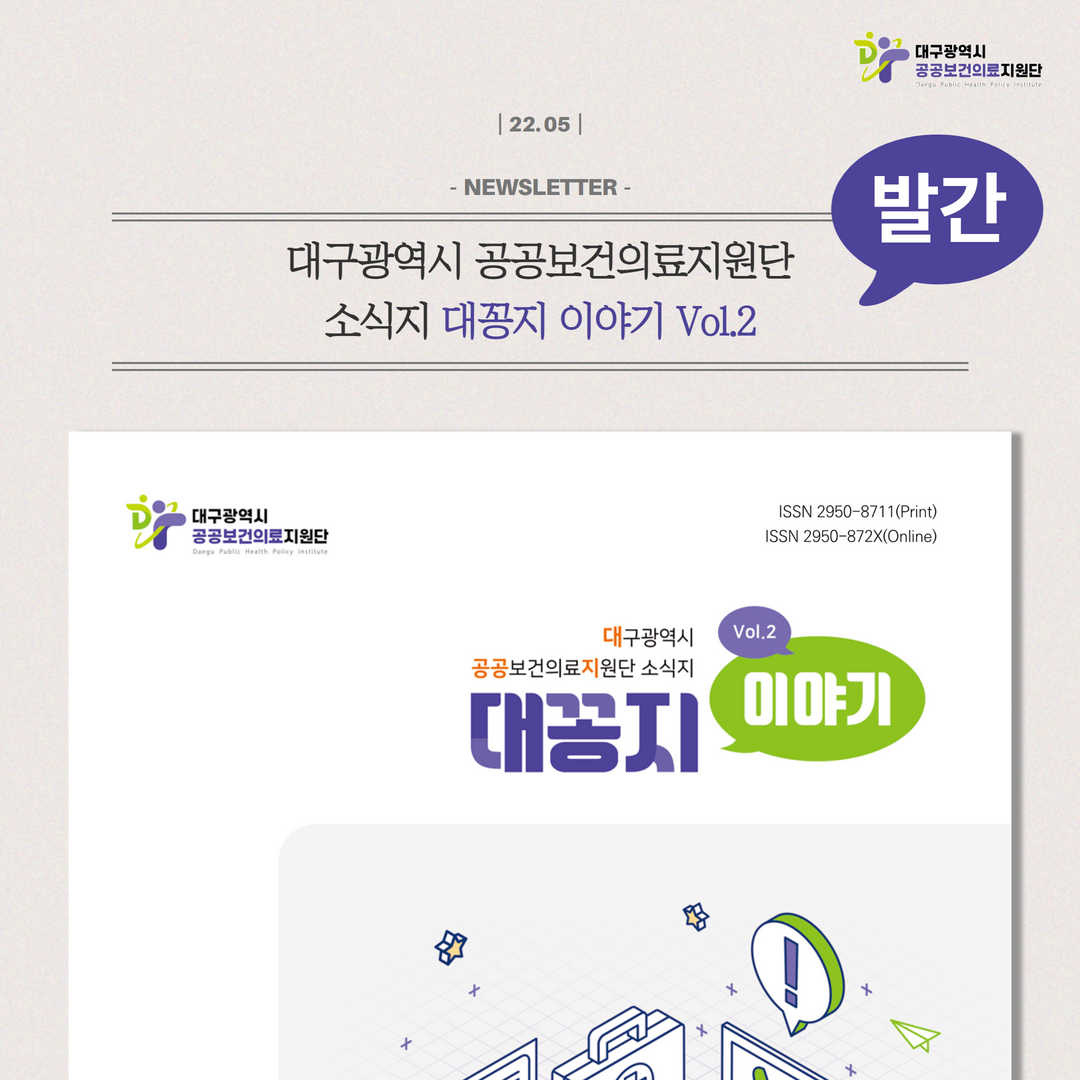 대구광역시
공공보건의료지원단
Daegu Public Health Policy Institute
| 22.05 |
- NEWSLETTER -
발간
대구광역시 공공보건의료지원단
소식지 대꽁지 이야기 Vol.2
대구광역시
공공보건의료지원단
Daegu Public Health Policy Institute
ISSN 2950-8711(Print)
ISSN 2950-872X(Online)
대구광역시
공공보건의료지원단 소식지
대꽁지
Vol.2
이야기